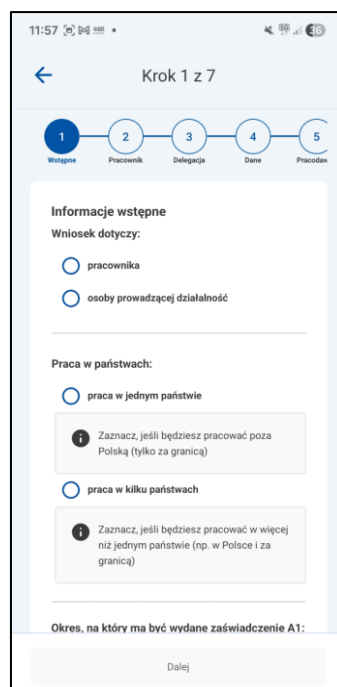 11:57
36
Krok 1 z 7
1 2 3 4 5
Wstępne Pracownik Delegacja Dane Pracodaw
Informacje wstępne
Wniosek dotyczy:
pracownika
osoby prowadzącej działalność
Praca w państwach:
praca w jednym państwie
Zaznacz, jeśli będziesz pracować poza
Polską (tylko za granicą)
praca w kilku państwach
Zaznacz, jeśli będziesz pracować w więcej
niż jednym państwie (np. w Polsce i za
granicą)
Okres, na który ma być wydane zaświadczenie A1:
Dalej